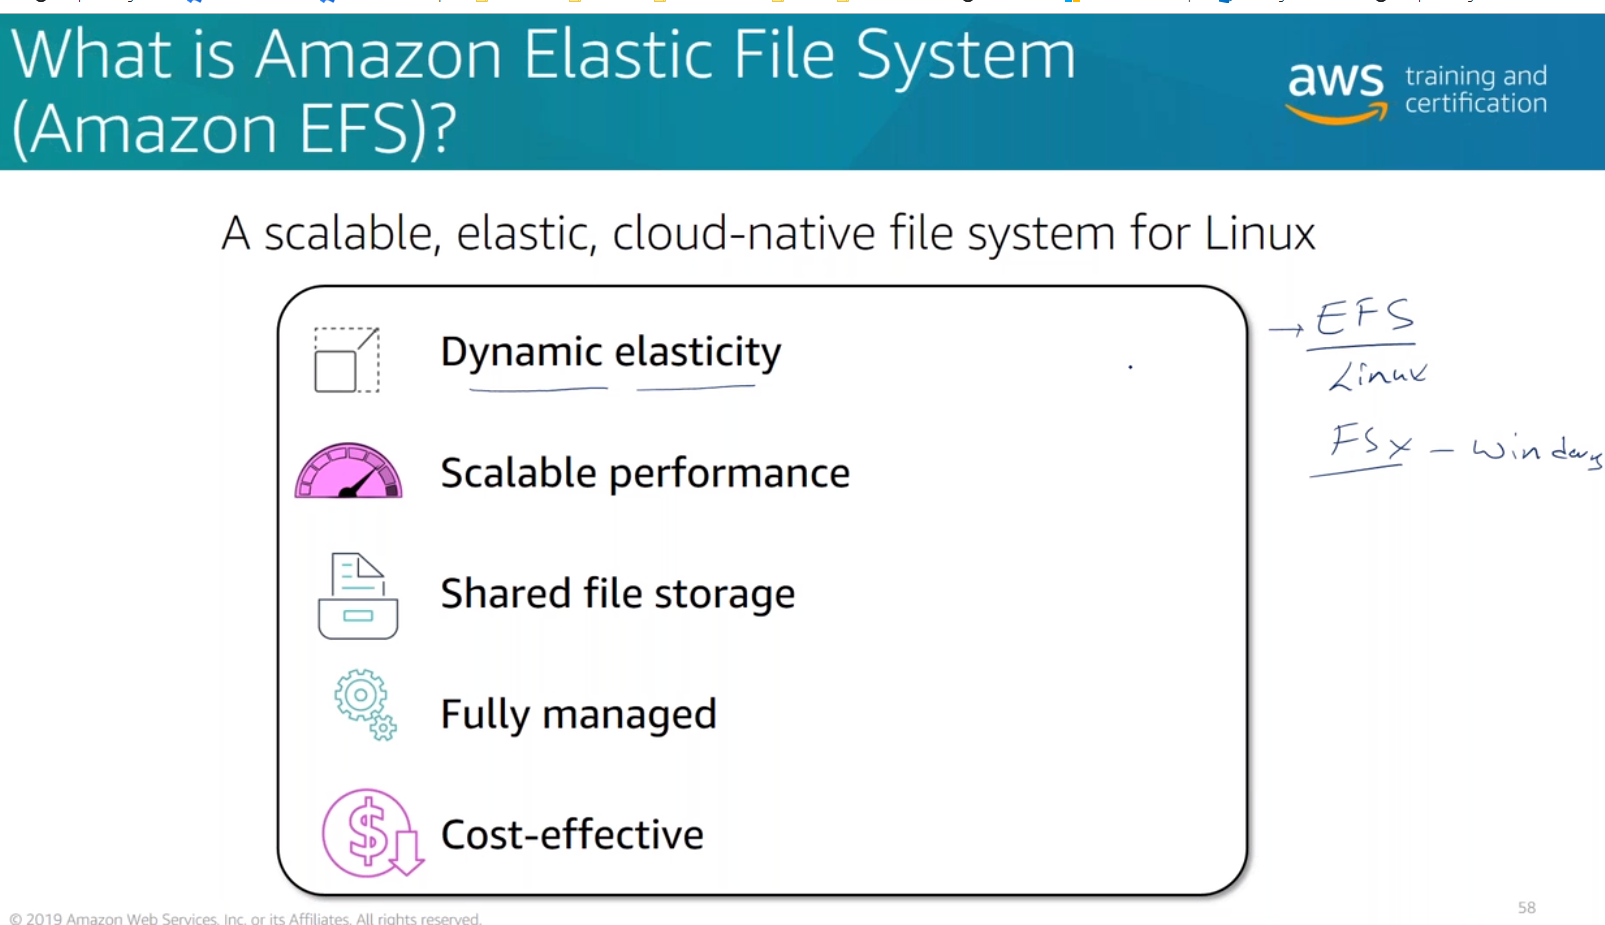 What is Amazon Elastic File System
(Amazon EFS)?
aws training and
certification
A scalable, elastic, cloud-native file system for Linux
Dynamic elasticity
Scalable performance
Shared file storage
Fully managed
Cost-effective
→ EFS
Linux
FSx - Windows
© 2019 Amazon Web Services, Inc. or its Affiliates. All rights reserved.
58